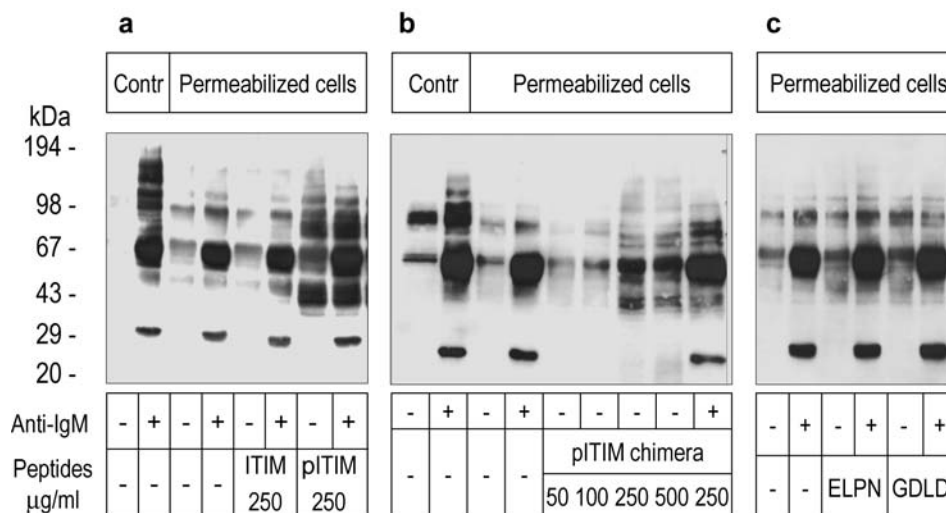 a b c
Contr Permeabilized cells Contr Permeabilized cells Permeabilized cells
kDa
194 -
98 -
67 -
43 -
29 -
20 -
Anti-IgM - + - + - + - + - + - + - - - - + - + - + - +
Peptides - - - - ITIM pITIM - - - - pITIM chimera - - ELPN GDLD
µg/ml 250 250 50 100 250 500 250